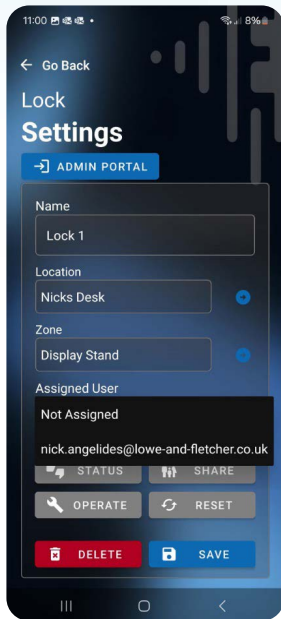 11:00 8%
Go Back
Lock
Settings
ADMIN PORTAL
Name
Lock 1
Location
Nicks Desk
Zone
Display Stand
Assigned User
Not Assigned
nick.angelides@lowe-and-fletcher.co.uk
STATUS SHARE
OPERATE RESET
DELETE SAVE